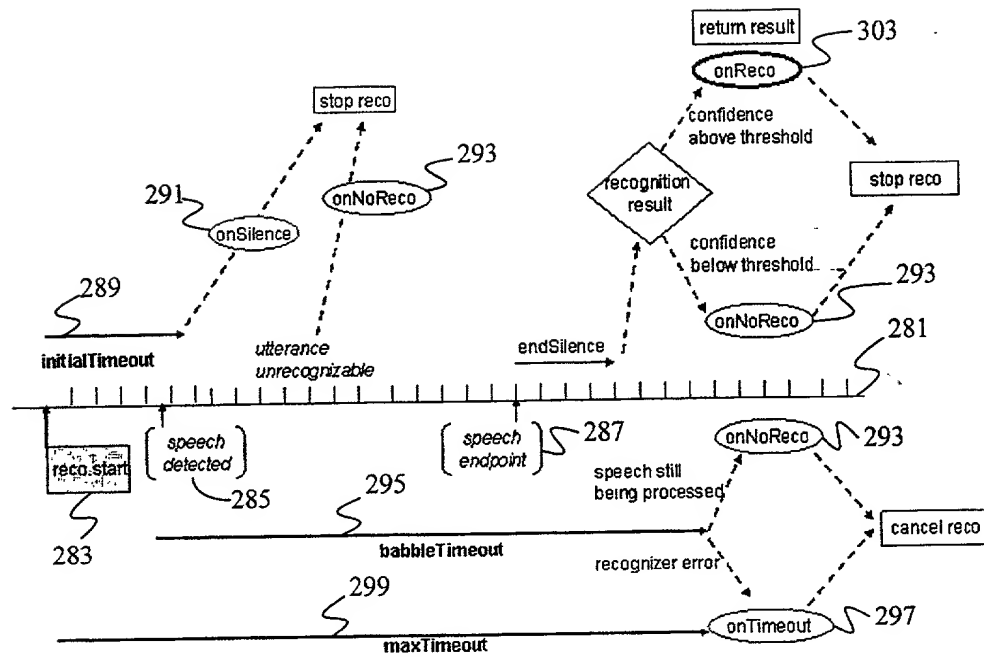 return result
303
onReco
stop reco
confidence
above threshold
293
onNoReco
291
onSilence
recognition
result
stop reco
confidence
below threshold
289
293
onNoReco
initialTimeout
utterance
unrecognizable
endSilence
281
reco.start
speech
detected
285
speech
endpoint
287
onNoReco
293
283
295
speech still
being processed
babbleTimeout
cancel reco
recognizer error
299
onTimeout
297
maxTimeout